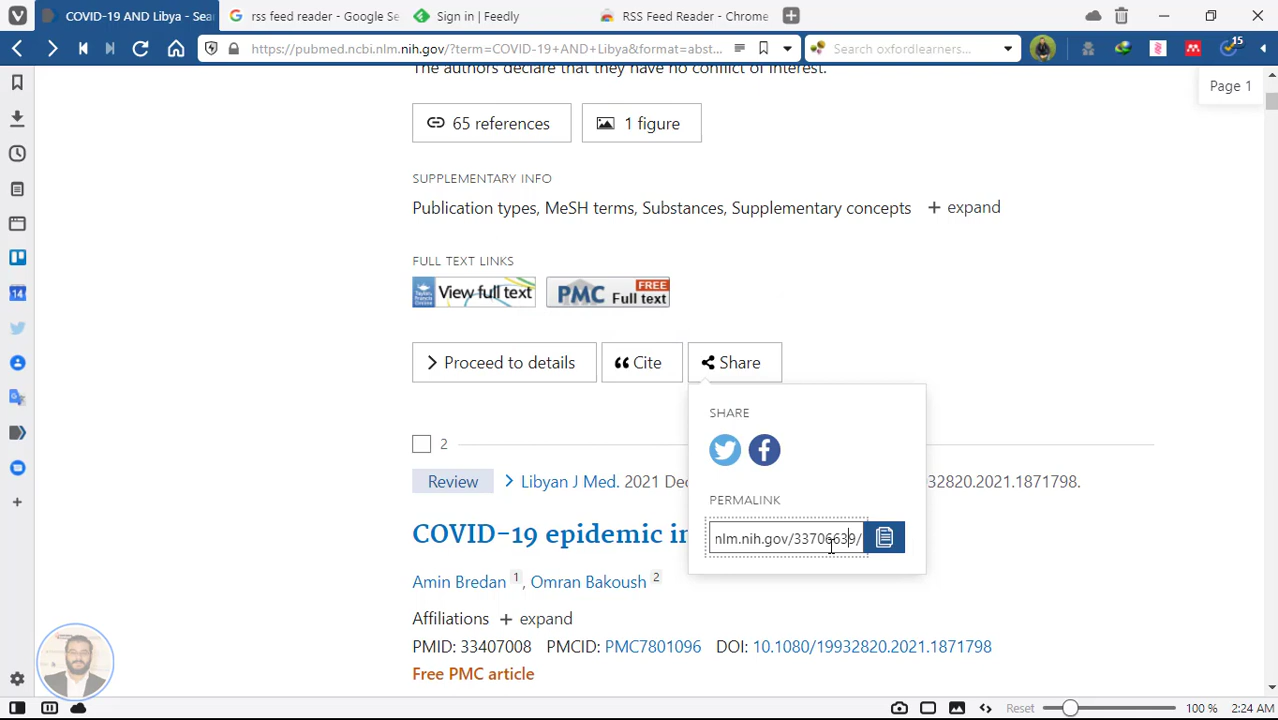 COVID-19 AND Libya - Sea
rss feed reader - Google Se
Sign in | Feedly
RSS Feed Reader - Chrome
https://pubmed.ncbi.nlm.nih.gov/?term=COVID-19+AND+Libya&format=abst...
Search oxfordlearners...
15
The authors declare that they have no conflict of interest.
Page 1
65 references
1 figure
SUPPLEMENTARY INFO
Publication types, MeSH terms, Substances, Supplementary concepts + expand
FULL TEXT LINKS
View full text
PMC FREE Full text
14
Proceed to details
Cite
Share
SHARE
2
Review
Libyan J Med. 2021 Dec
32820.2021.1871798.
PERMALINK
COVID-19 epidemic in
nlm.nih.gov/33706639/
Amin Bredan 1, Omran Bakoush 2
Affiliations + expand
PMID: 33407008 PMCID: PMC7801096 DOI: 10.1080/19932820.2021.1871798
Free PMC article
Reset
100 %
2:24 AM